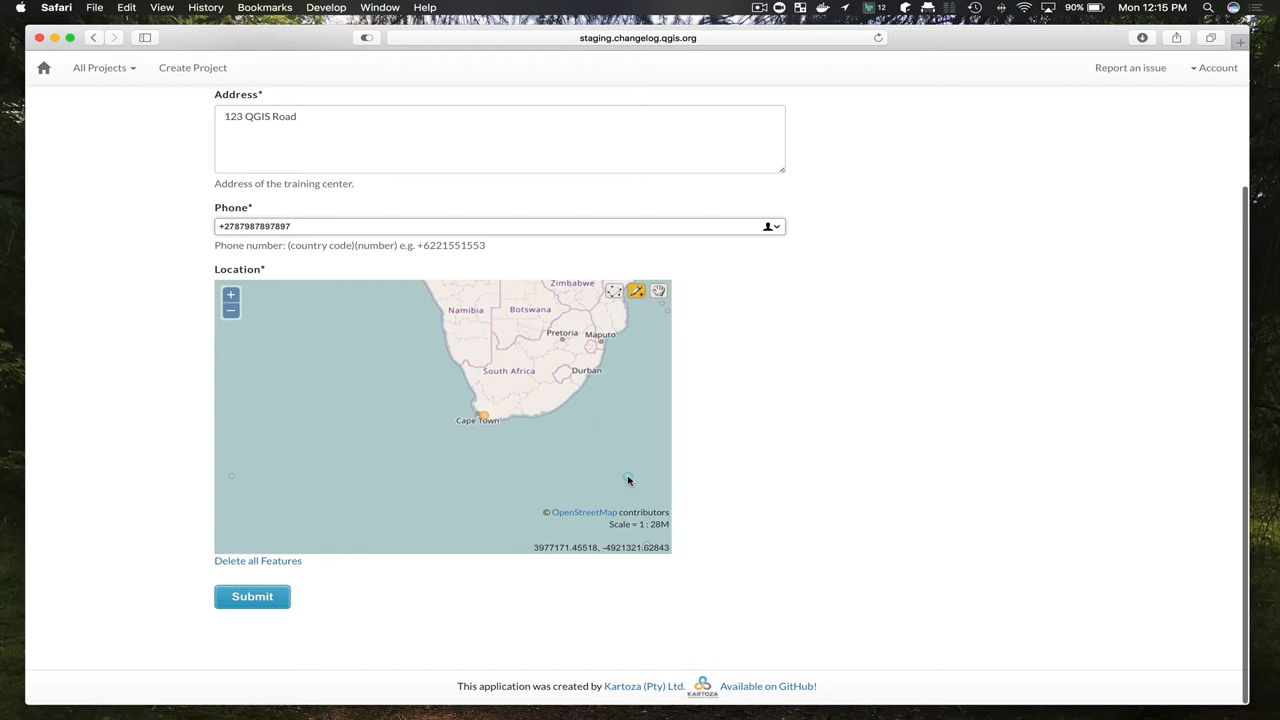 Safari File Edit View History Bookmarks Develop Window Help 12 90% Mon 12:15 PM
staging.changelog.qgis.org
All Projects Create Project Report an issue Account
Address*
123 QGIS Road
Address of the training center.
Phone*
+2787987897897
Phone number: (country code)(number) e.g. +6221551553
Location*
+
−
Zimbabwe
Namibia
Botswana
Pretoria
Maputo
South Africa
Durban
Cape Town
© OpenStreetMap contributors
Scale = 1 : 28M
3977171.45518, -4921321.62843
Delete all Features
Submit
This application was created by Kartoza (Pty) Ltd. KARTOZA Available on GitHub!